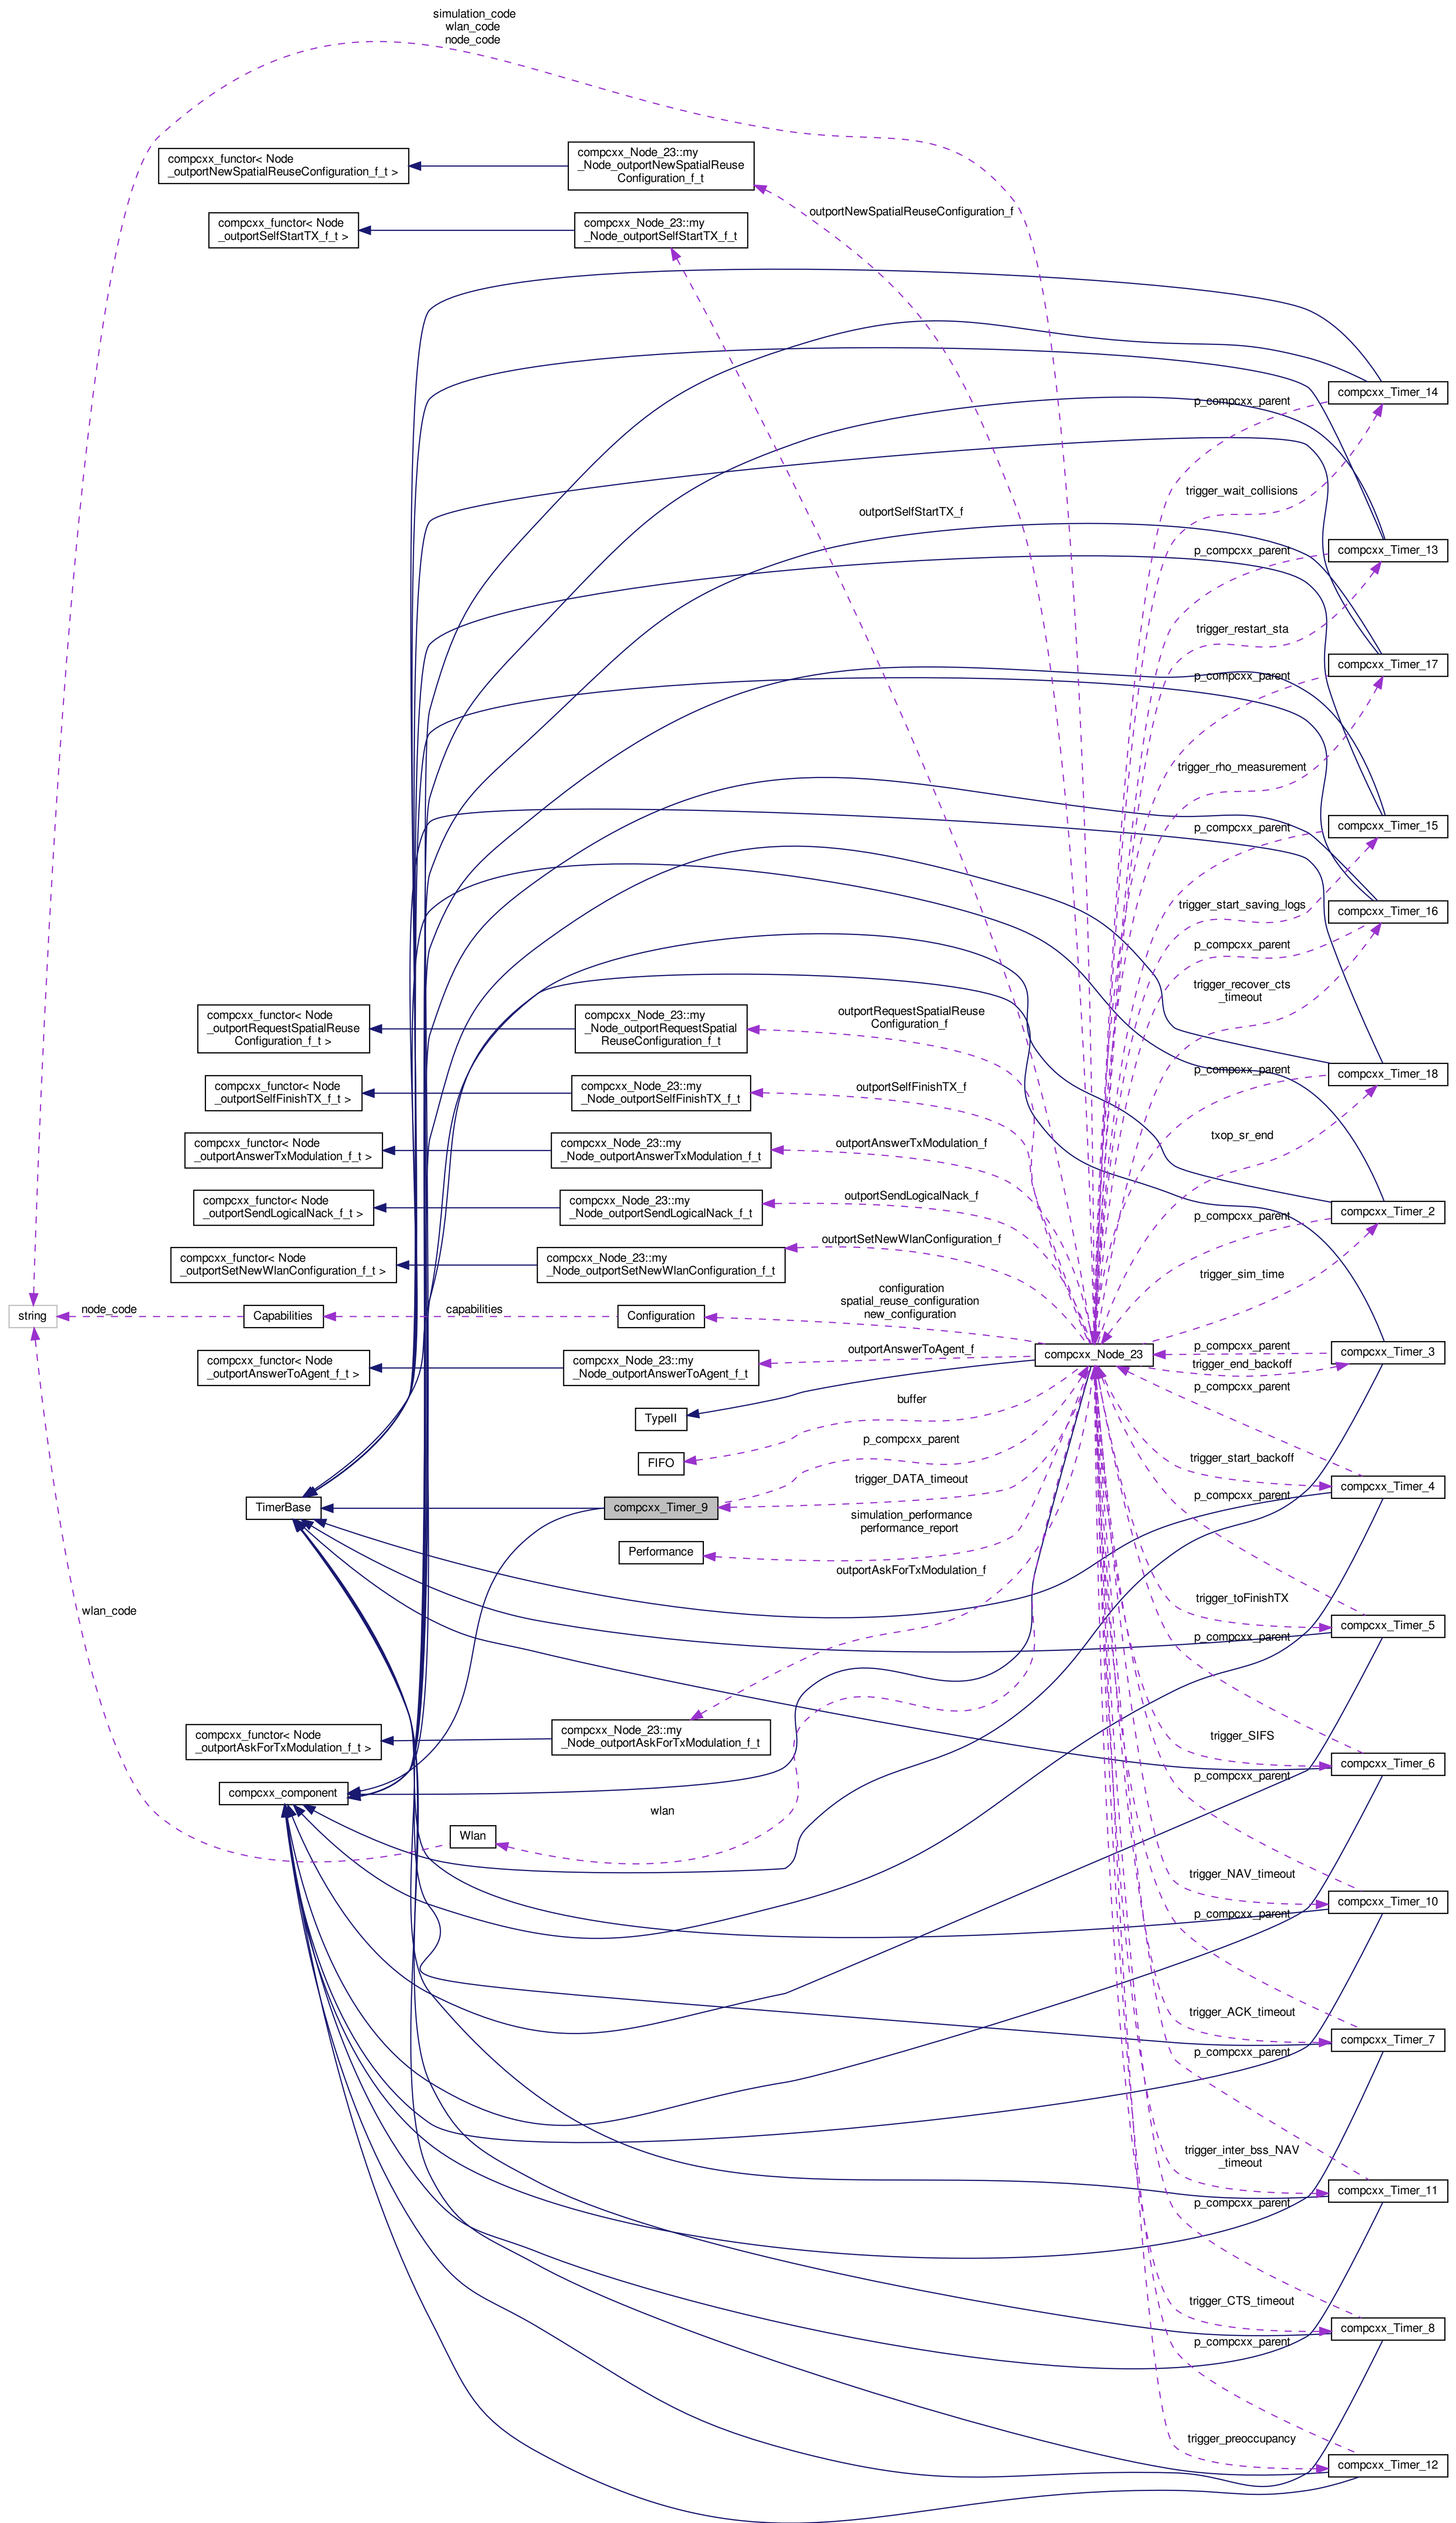 simulation_code
wlan_code
node_code
compcxx_functor< Node
_outportNewSpatialReuseConfiguration_f_t >
compcxx_Node_23::my
_Node_outportNewSpatialReuse
Configuration_f_t
outportNewSpatialReuseConfiguration_f
compcxx_functor< Node
_outportSelfStartTX_f_t >
compcxx_Node_23::my
_Node_outportSelfStartTX_f_t
compcxx_Timer_14
p_compcxx_parent
trigger_wait_collisions
outportSelfStartTX_f
compcxx_Timer_13
p_compcxx_parent
trigger_restart_sta
compcxx_Timer_17
p_compcxx_parent
trigger_rho_measurement
compcxx_Timer_15
p_compcxx_parent
trigger_start_saving_logs
compcxx_Timer_16
p_compcxx_parent
trigger_recover_cts
_timeout
compcxx_functor< Node
_outportRequestSpatialReuse
Configuration_f_t >
compcxx_Node_23::my
_Node_outportRequestSpatial
ReuseConfiguration_f_t
outportRequestSpatialReuse
Configuration_f
compcxx_Timer_18
p_compcxx_parent
compcxx_functor< Node
_outportSelfFinishTX_f_t >
compcxx_Node_23::my
_Node_outportSelfFinishTX_f_t
outportSelfFinishTX_f
txop_sr_end
compcxx_functor< Node
_outportAnswerTxModulation_f_t >
compcxx_Node_23::my
_Node_outportAnswerTxModulation_f_t
outportAnswerTxModulation_f
compcxx_functor< Node
_outportSendLogicalNack_f_t >
compcxx_Node_23::my
_Node_outportSendLogicalNack_f_t
outportSendLogicalNack_f
compcxx_Timer_2
p_compcxx_parent
compcxx_functor< Node
_outportSetNewWlanConfiguration_f_t >
compcxx_Node_23::my
_Node_outportSetNewWlanConfiguration_f_t
outportSetNewWlanConfiguration_f
trigger_sim_time
string
node_code
Capabilities
capabilities
Configuration
configuration
spatial_reuse_configuration
new_configuration
compcxx_Node_23
compcxx_Timer_3
p_compcxx_parent
trigger_end_backoff
compcxx_functor< Node
_outportAnswerToAgent_f_t >
compcxx_Node_23::my
_Node_outportAnswerToAgent_f_t
outportAnswerToAgent_f
p_compcxx_parent
TypeII
buffer
FIFO
p_compcxx_parent
trigger_start_backoff
compcxx_Timer_4
trigger_DATA_timeout
p_compcxx_parent
TimerBase
compcxx_Timer_9
simulation_performance
performance_report
Performance
outportAskForTxModulation_f
trigger_toFinishTX
compcxx_Timer_5
wlan_code
p_compcxx_parent
compcxx_functor< Node
_outportAskForTxModulation_f_t >
compcxx_Node_23::my
_Node_outportAskForTxModulation_f_t
trigger_SIFS
compcxx_Timer_6
p_compcxx_parent
compcxx_component
wlan
Wlan
trigger_NAV_timeout
compcxx_Timer_10
p_compcxx_parent
trigger_ACK_timeout
compcxx_Timer_7
p_compcxx_parent
trigger_inter_bss_NAV
_timeout
compcxx_Timer_11
p_compcxx_parent
trigger_CTS_timeout
compcxx_Timer_8
p_compcxx_parent
trigger_preoccupancy
compcxx_Timer_12